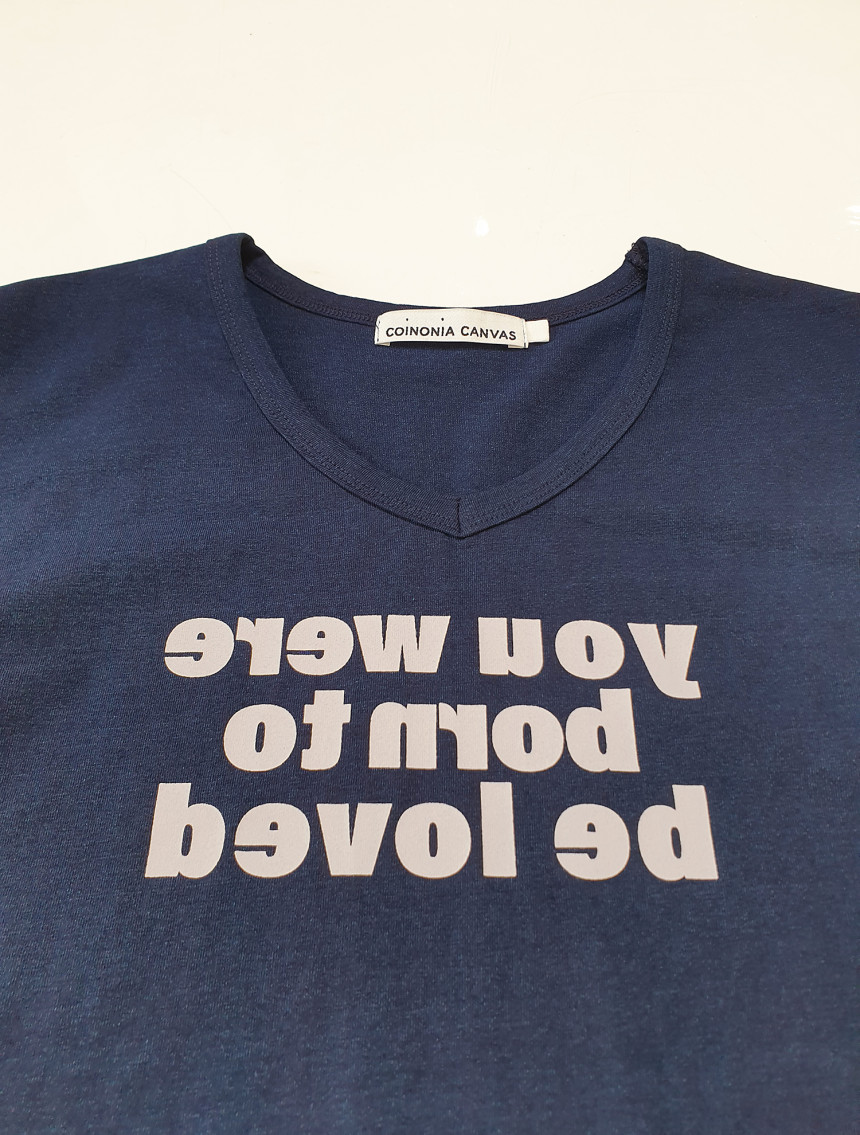 COINONIA CANVAS
you were
born to
be loved